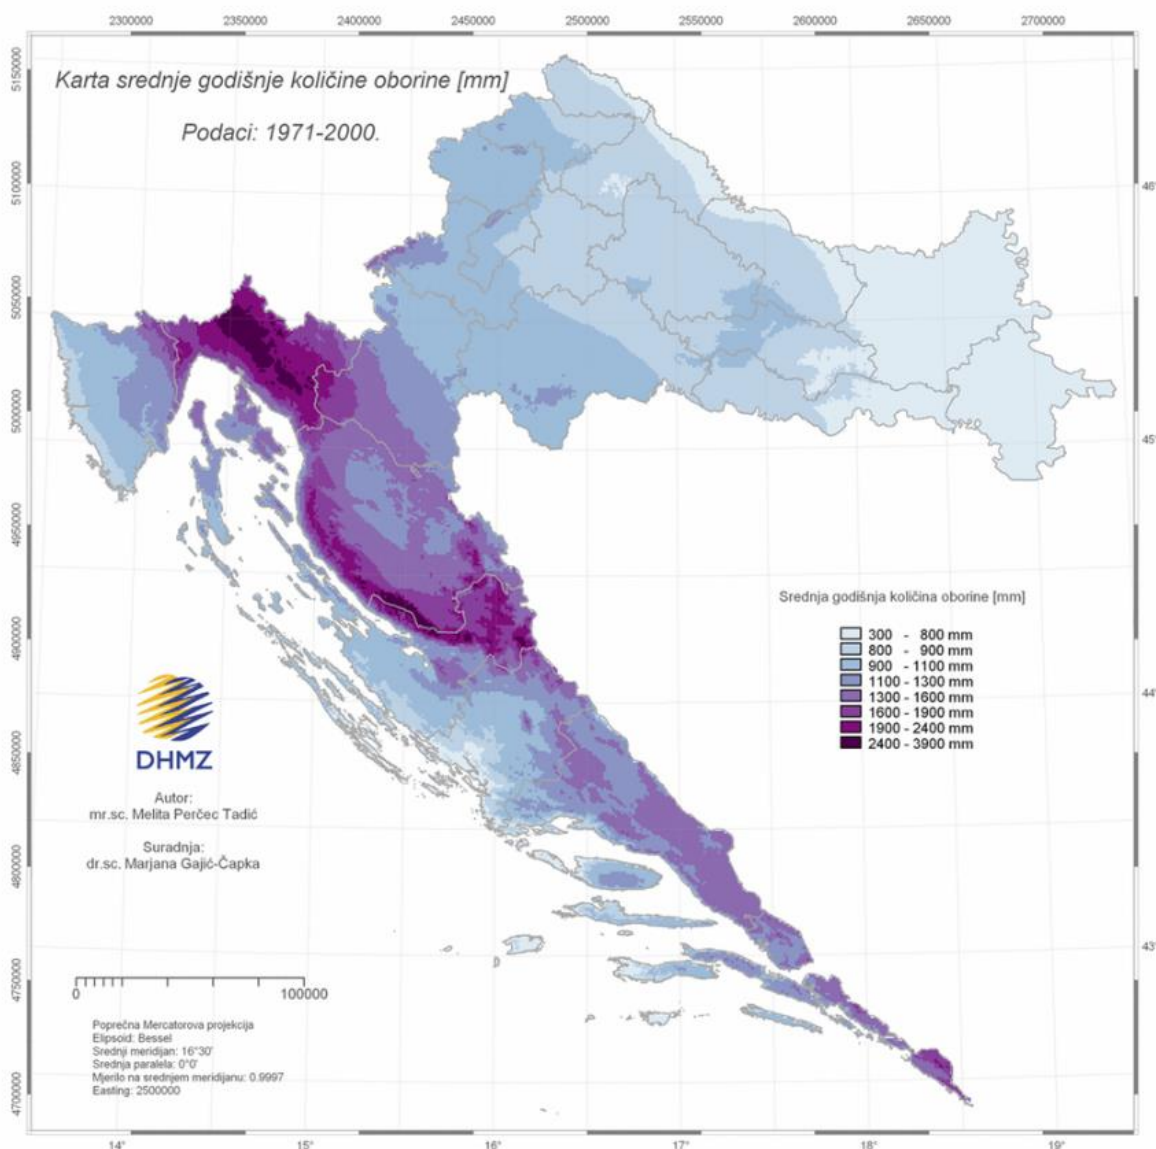 2300000 2350000 2400000 2450000 2500000 2550000 2600000 2650000 2700000
Karta srednje godišnje količine oborine [mm]
Podaci: 1971-2000.
5150000
5100000
5050000
5000000
4950000
4900000
4850000
4800000
4750000
4700000
46°
45°
44°
43°
Srednja godišnja količina oborine [mm]
300 - 800 mm
800 - 900 mm
900 - 1100 mm
1100 - 1300 mm
1300 - 1600 mm
1600 - 1900 mm
1900 - 2400 mm
2400 - 3900 mm
DHMZ
Autor:
mr.sc. Melita Perčec Tadić
Suradnja:
dr.sc. Marjana Gajić-Čapka
0 100000
Poprečna Mercatorova projekcija
Elipsoid: Bessel
Srednji meridijan: 16°30'
Srednja paralela: 0°0'
Mjerilo na srednjem meridijanu: 0.9997
Easting: 2500000
14° 15° 16° 17° 18° 19°